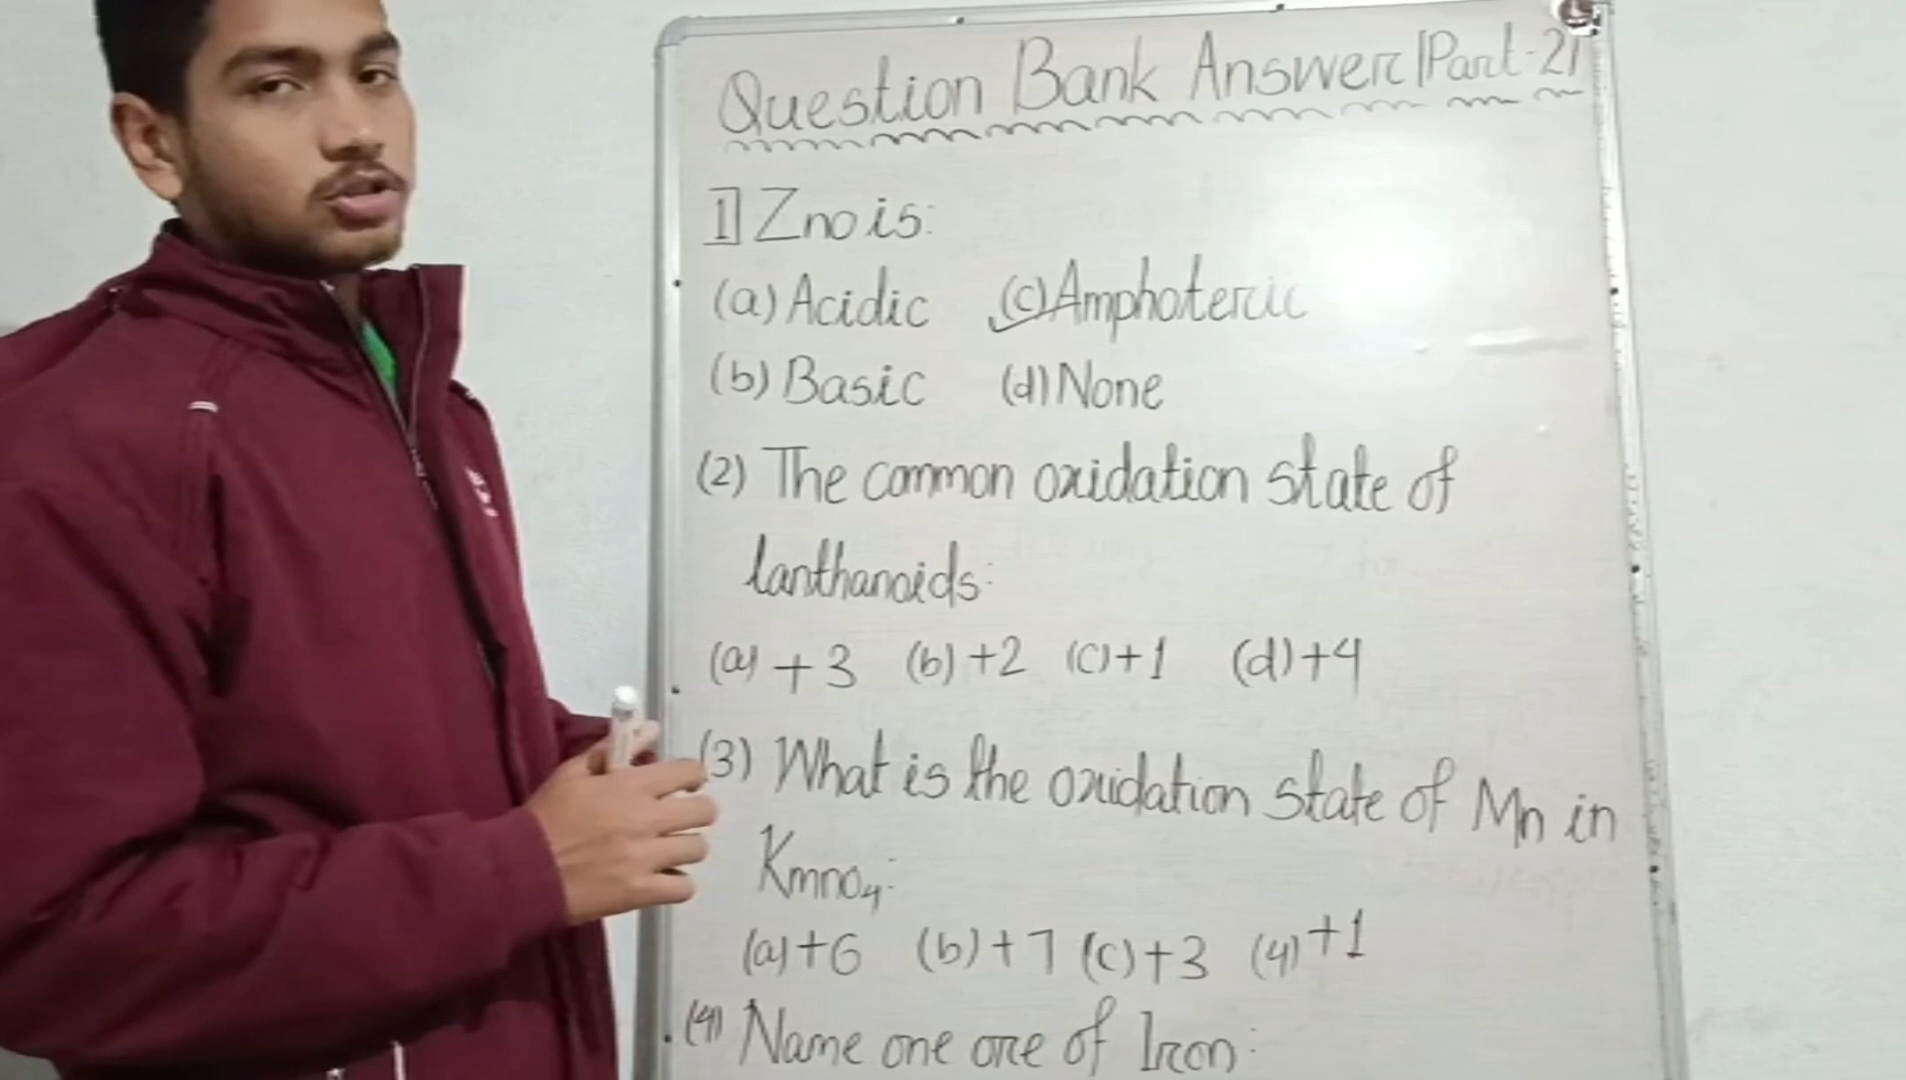 Question Bank Answer (Part-2)
1] Zno is:
(a) Acidic (c) Amphoteric
(b) Basic (d) None
(2) The common oxidation state of
lanthanoids:
(a) +3 (b) +2 (c) +1 (d) +4
(3) What is the oxidation state of Mn in
Kmno4:
(a) +6 (b) +7 (c) +3 (4) +1
(4) Name one ore of Iron: